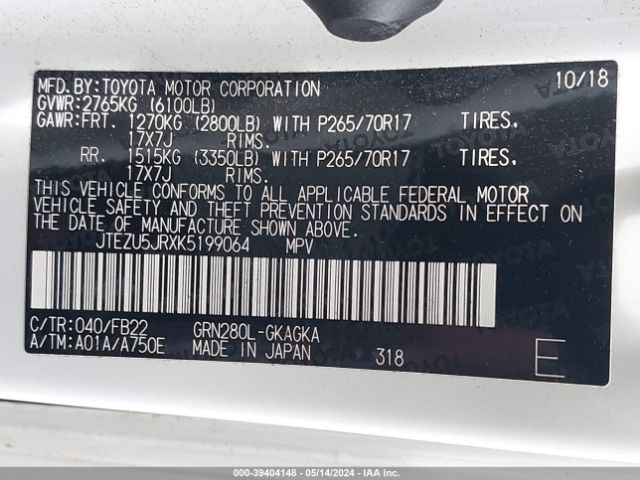 MFD.BY:TOYOTA MOTOR CORPORATION 10/18
GVWR:2765KG (6100LB)
GAWR:FRT. 1270KG (2800LB) WITH P265/70R17 TIRES.
17X7J RIMS.
RR. 1515KG (3350LB) WITH P265/70R17 TIRES.
17X7J RIMS.
THIS VEHICLE CONFORMS TO ALL APPLICABLE FEDERAL MOTOR
VEHICLE SAFETY AND THEFT PREVENTION STANDARDS IN EFFECT ON
THE DATE OF MANUFACTURE SHOWN ABOVE.
JTEZU5JRXK5199064 MPV
C/TR:040/FB22 GRN280L-GKAGKA
A/TM:A01A/A750E MADE IN JAPAN 318 E
000-39404148 - 05/14/2024 - IAA Inc.